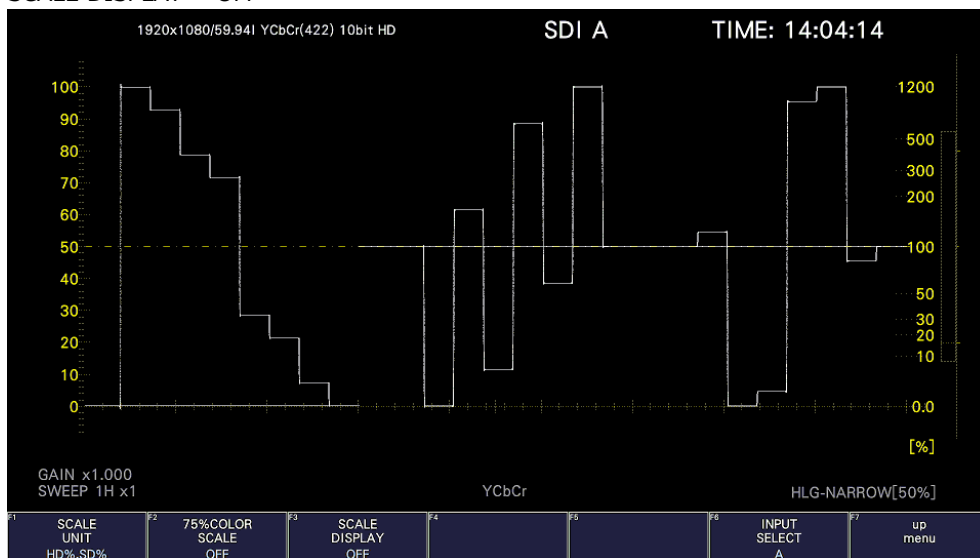 1920x1080/59.94I YCbCr(422) 10bit HD
SDI A
TIME: 14:04:14
100
90
80
70
60
50
40
30
20
10
0
1200
500
300
200
100
50
30
20
10
0.0
[%]
GAIN x1.000
SWEEP 1H x1
YCbCr
HLG-NARROW[50%]
F1 SCALE
UNIT
HD%,SD%
F2 75%COLOR
SCALE
OFF
F3 SCALE
DISPLAY
OFF
F4
F5
F6 INPUT
SELECT
A
F7 up
menu